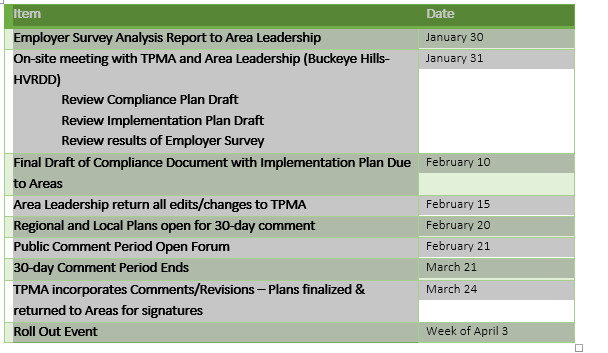 Item Date
Employer Survey Analysis Report to Area Leadership January 30
On-site meeting with TPMA and Area Leadership (Buckeye Hills- January 31
HVRDD)
Review Compliance Plan Draft
Review Implementation Plan Draft
Review results of Employer Survey
Final Draft of Compliance Document with Implementation Plan Due February 10
to Areas
Area Leadership return all edits/changes to TPMA February 15
Regional and Local Plans open for 30-day comment February 20
Public Comment Period Open Forum February 21
30-day Comment Period Ends March 21
TPMA incorporates Comments/Revisions – Plans finalized & March 24
returned to Areas for signatures
Roll Out Event Week of April 3